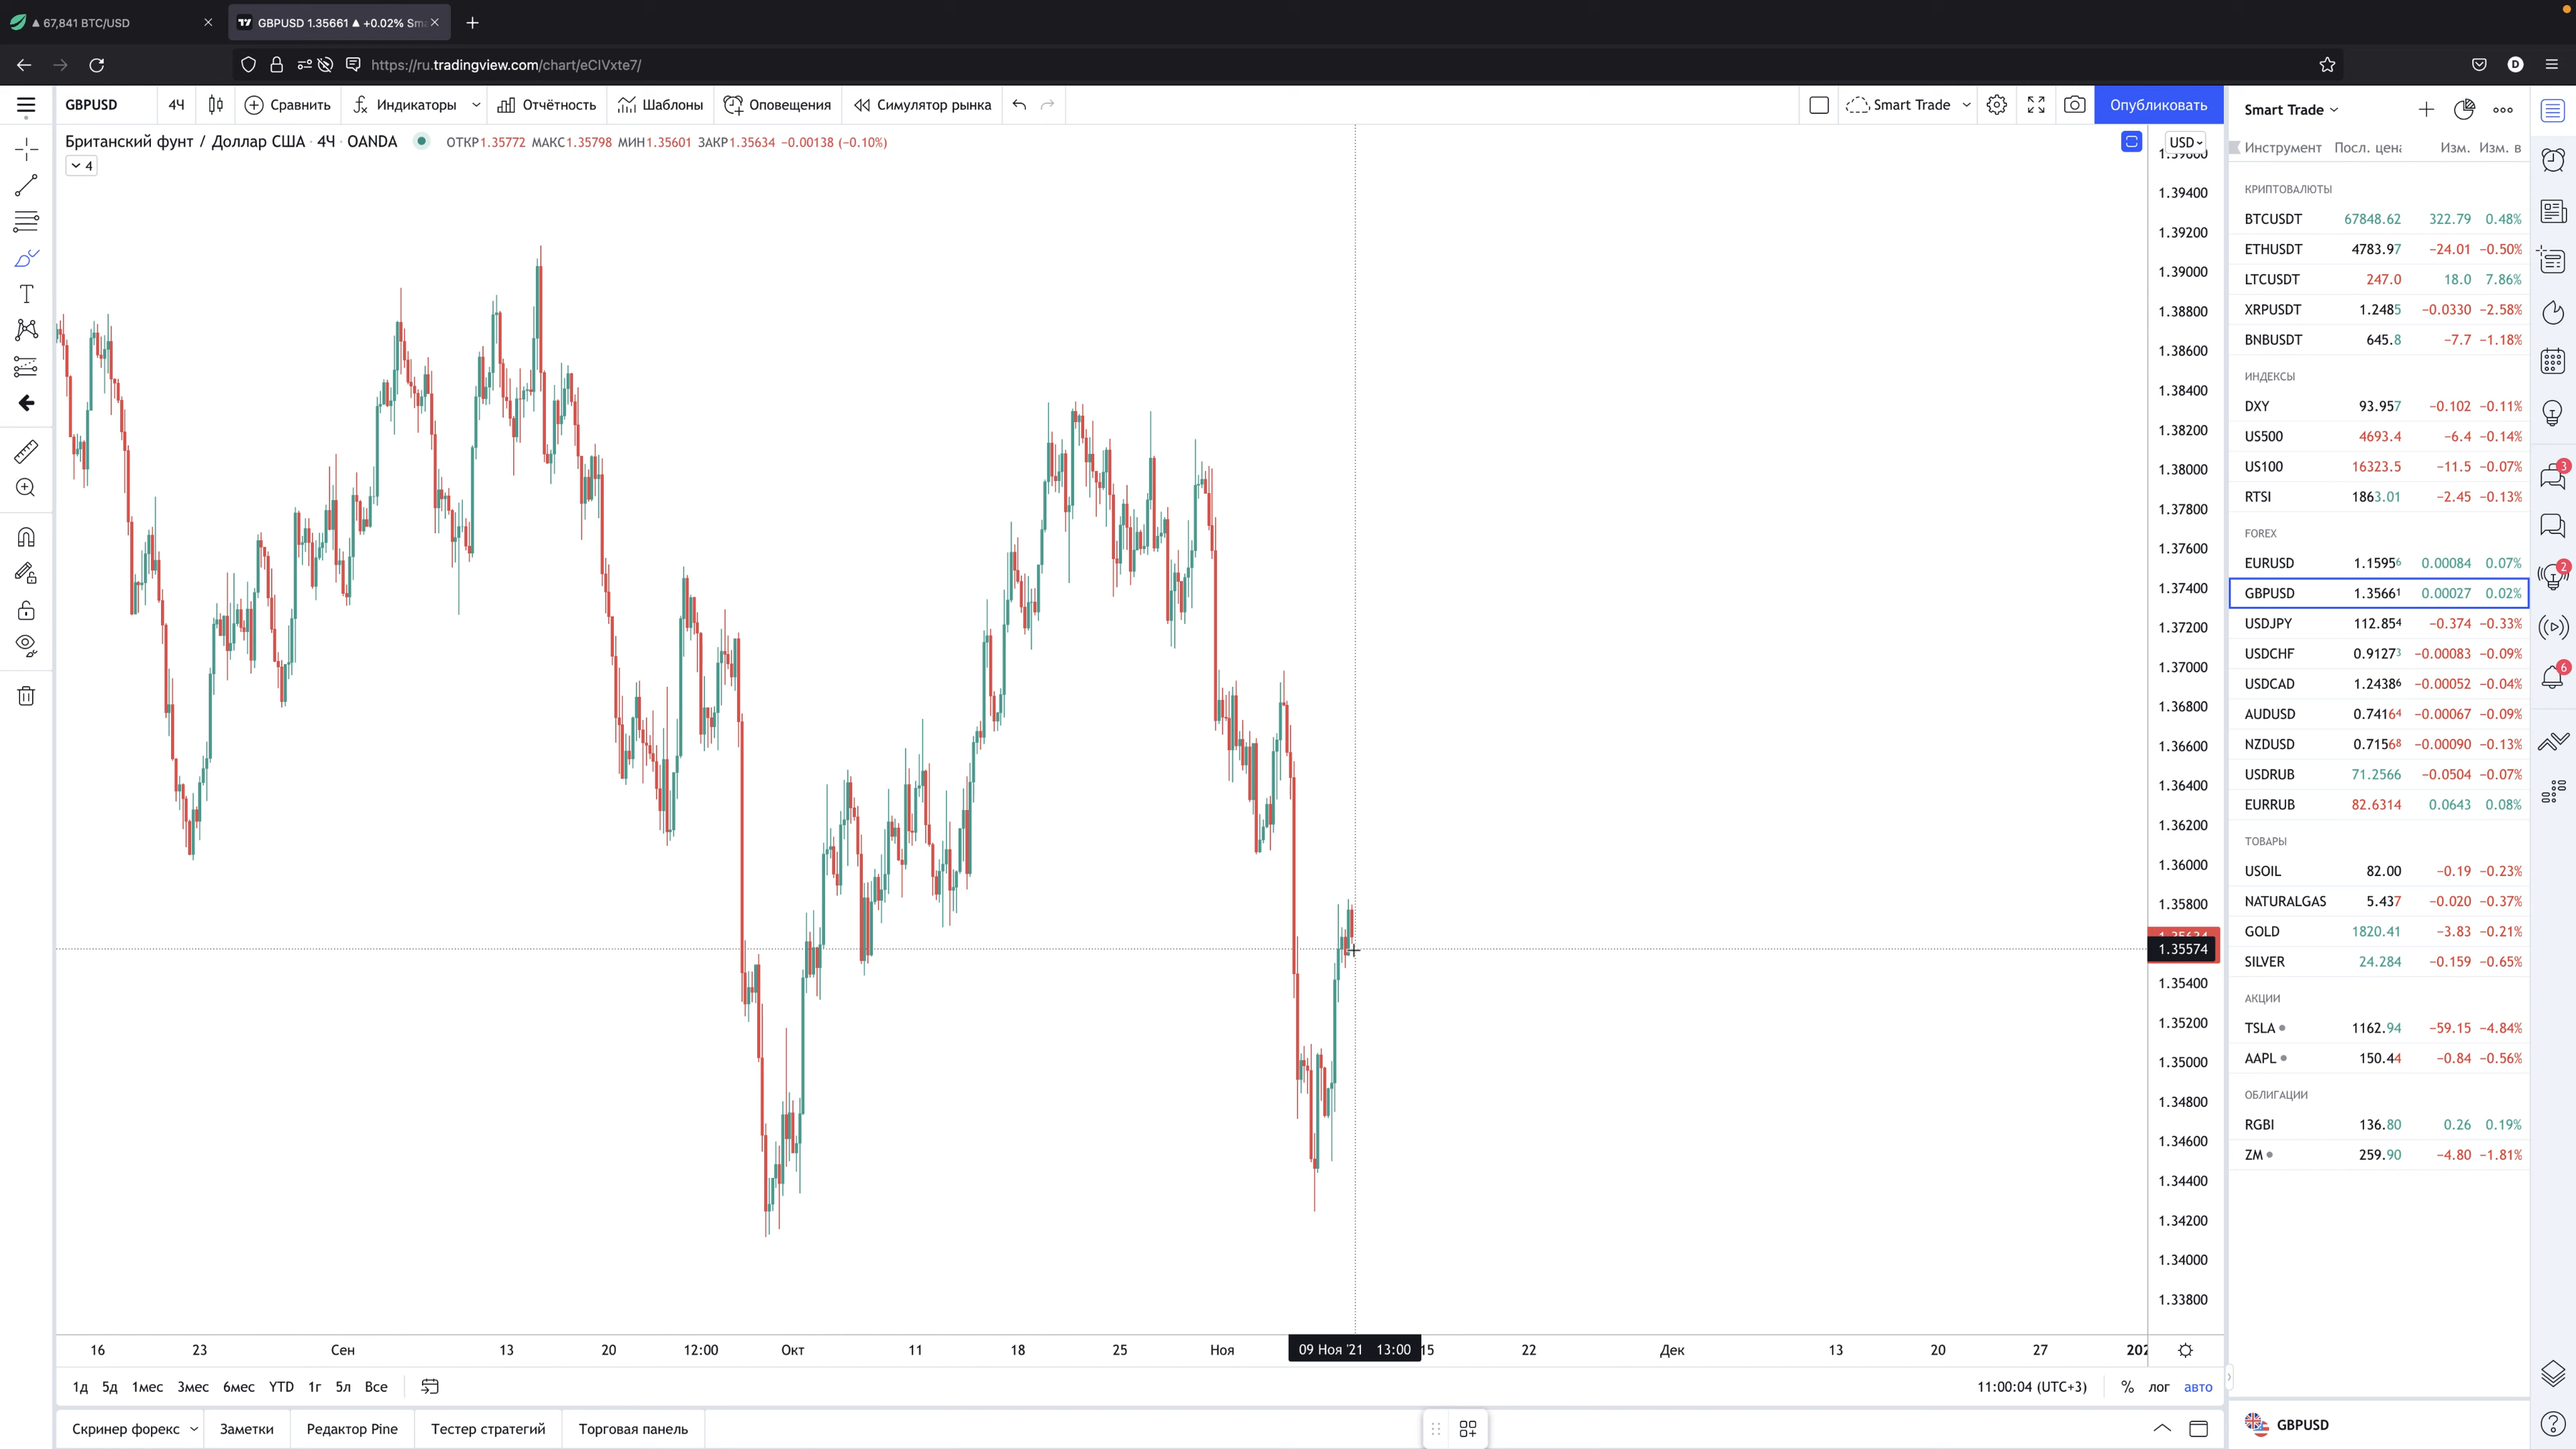 ▲ 67,841 BTC/USD
GBPUSD 1.35661 ▲ +0.02% Sm
https://ru.tradingview.com/chart/eCIVxte7/
GBPUSD 4Ч Сравнить Индикаторы Отчётность Шаблоны Оповещения Симулятор рынка Smart Trade Опубликовать
Британский фунт / Доллар США · 4Ч · OANDA ОТКР1.35772 МАКС1.35798 МИН1.35601 ЗАКР1.35634 −0.00138 (−0.10%)
4
USD
1.39600
1.39400
1.39200
1.39000
1.38800
1.38600
1.38400
1.38200
1.38000
1.37800
1.37600
1.37400
1.37200
1.37000
1.36800
1.36600
1.36400
1.36200
1.36000
1.35800
1.35634
1.35574
1.35400
1.35200
1.35000
1.34800
1.34600
1.34400
1.34200
1.34000
1.33800
16 23 Сен 13 20 12:00 Окт 11 18 25 Ноя 09 Ноя '21 13:00 15 22 Дек 13 20 27 202
1д 5д 1мес 3мес 6мес YTD 1г 5л Все
11:00:04 (UTC+3) % лог авто
Скринер форекс Заметки Редактор Pine Тестер стратегий Торговая панель
Smart Trade
Инструмент Посл. цена Изм. Изм. в
КРИПТОВАЛЮТЫ
BTCUSDT 67848.62 322.79 0.48%
ETHUSDT 4783.97 −24.01 −0.50%
LTCUSDT 247.0 18.0 7.86%
XRPUSDT 1.2485 −0.0330 −2.58%
BNBUSDT 645.8 −7.7 −1.18%
ИНДЕКСЫ
DXY 93.957 −0.102 −0.11%
US500 4693.4 −6.4 −0.14%
US100 16323.5 −11.5 −0.07%
RTSI 1863.01 −2.45 −0.13%
FOREX
EURUSD 1.15956 0.00084 0.07%
GBPUSD 1.35661 0.00027 0.02%
USDJPY 112.854 −0.374 −0.33%
USDCHF 0.91273 −0.00083 −0.09%
USDCAD 1.24386 −0.00052 −0.04%
AUDUSD 0.74164 −0.00067 −0.09%
NZDUSD 0.71568 −0.00090 −0.13%
USDRUB 71.2566 −0.0504 −0.07%
EURRUB 82.6314 0.0643 0.08%
ТОВАРЫ
USOIL 82.00 −0.19 −0.23%
NATURALGAS 5.437 −0.020 −0.37%
GOLD 1820.41 −3.83 −0.21%
SILVER 24.284 −0.159 −0.65%
АКЦИИ
TSLA 1162.94 −59.15 −4.84%
AAPL 150.44 −0.84 −0.56%
ОБЛИГАЦИИ
RGBI 136.80 0.26 0.19%
ZM 259.90 −4.80 −1.81%
GBPUSD
3
2
6
D